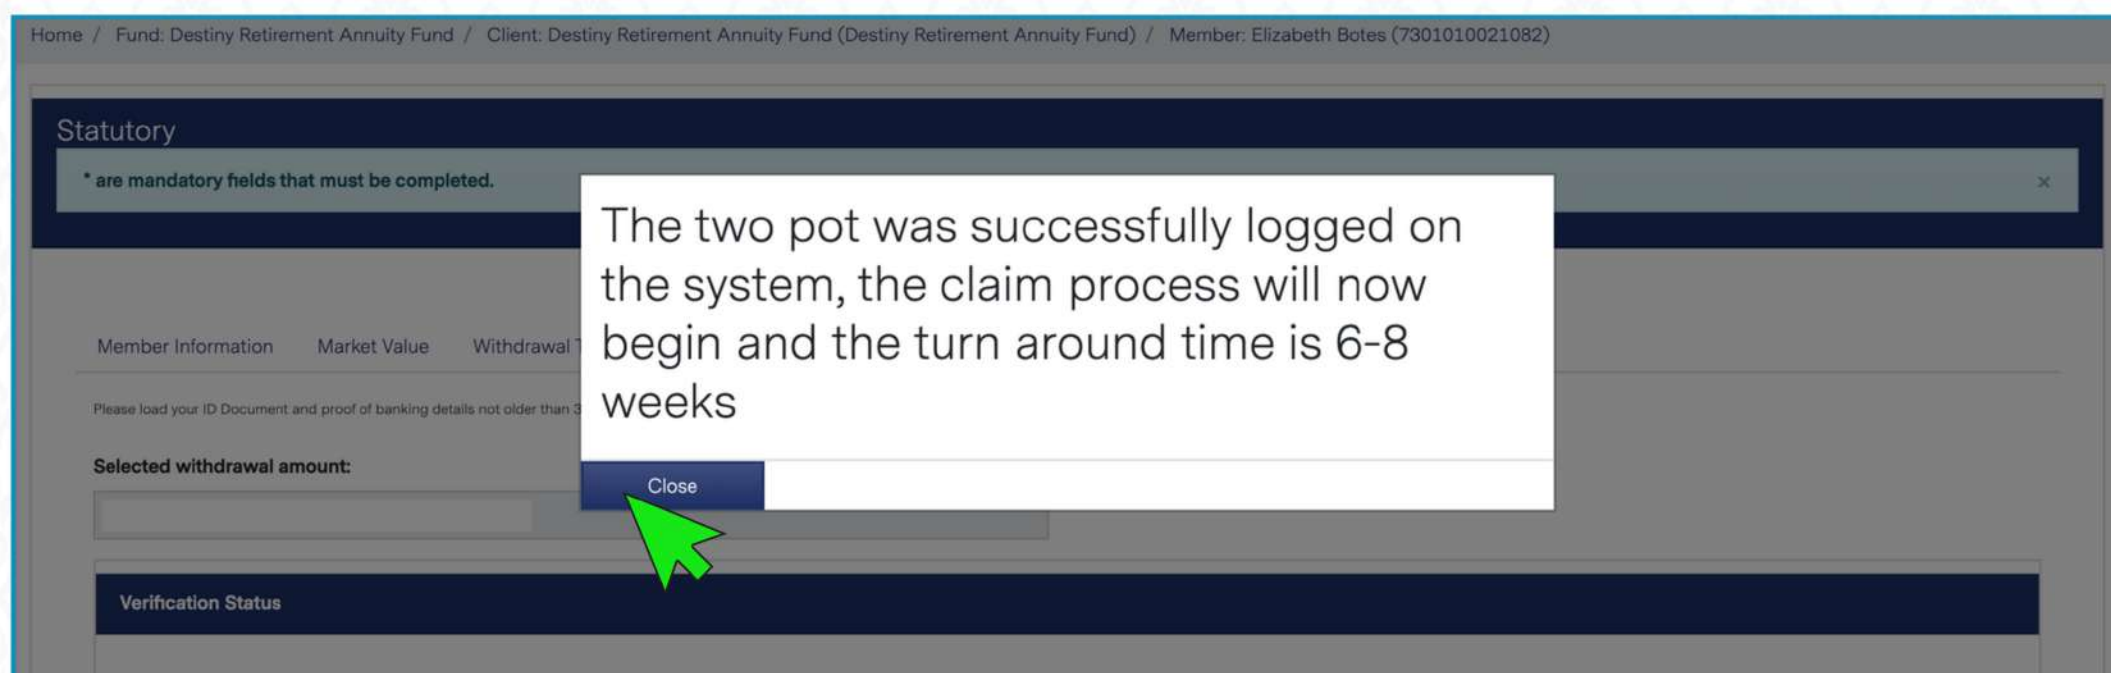 Home / Fund: Destiny Retirement Annuity Fund / Client: Destiny Retirement Annuity Fund (Destiny Retirement Annuity Fund) / Member: Elizabeth Botes (7301010021082)
Statutory
* are mandatory fields that must be completed.
×
The two pot was successfully logged on
the system, the claim process will now
begin and the turn around time is 6-8
weeks
Close
Member Information Market Value Withdrawal
Please load your ID Document and proof of banking details not older than
Selected withdrawal amount:
Verification Status